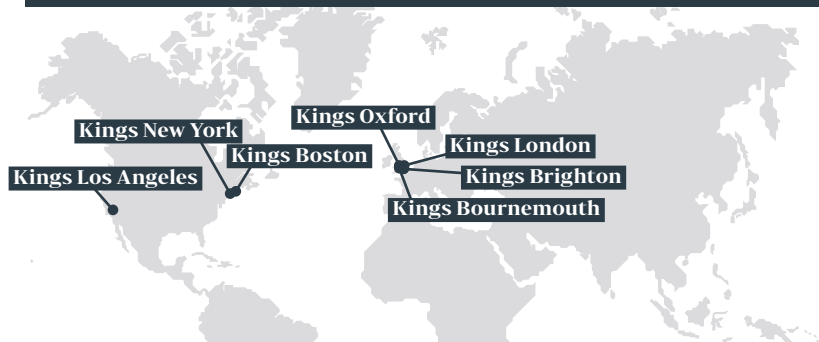 Kings Oxford
Kings New York
Kings London
Kings Boston
Kings Los Angeles
Kings Brighton
Kings Bournemouth